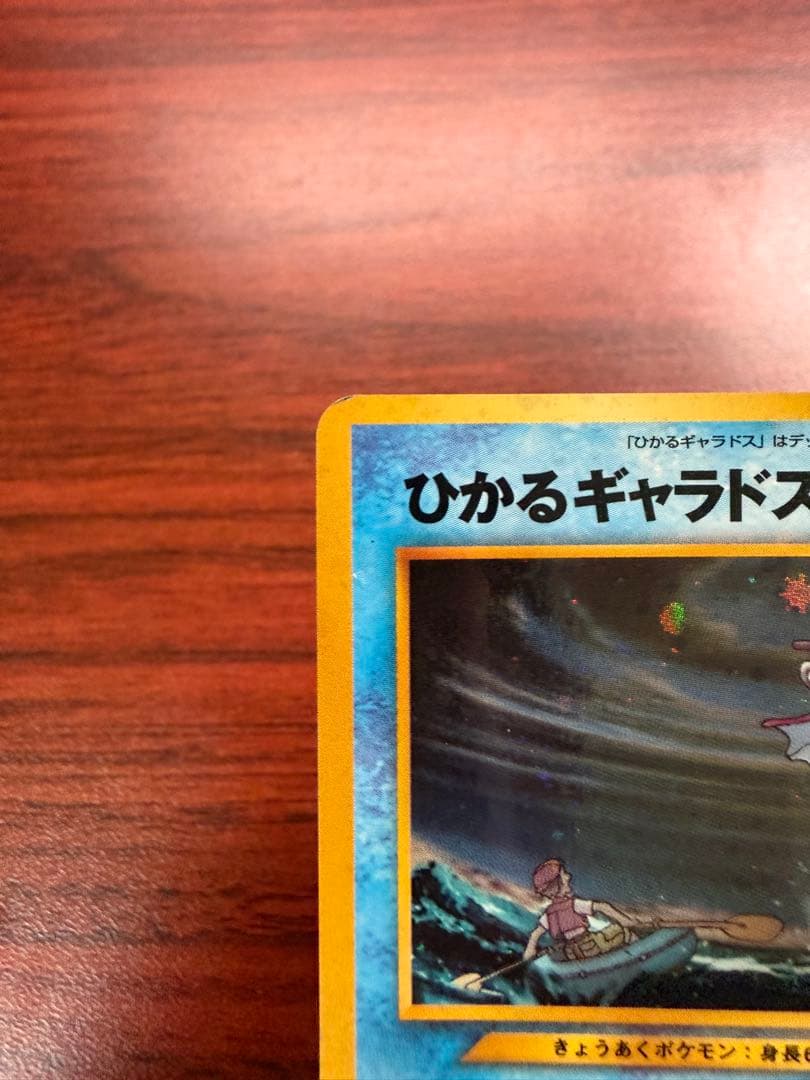 「ひかるギャラドス」はデッ
ひかるギャラドス
きょうあくポケモン：身長